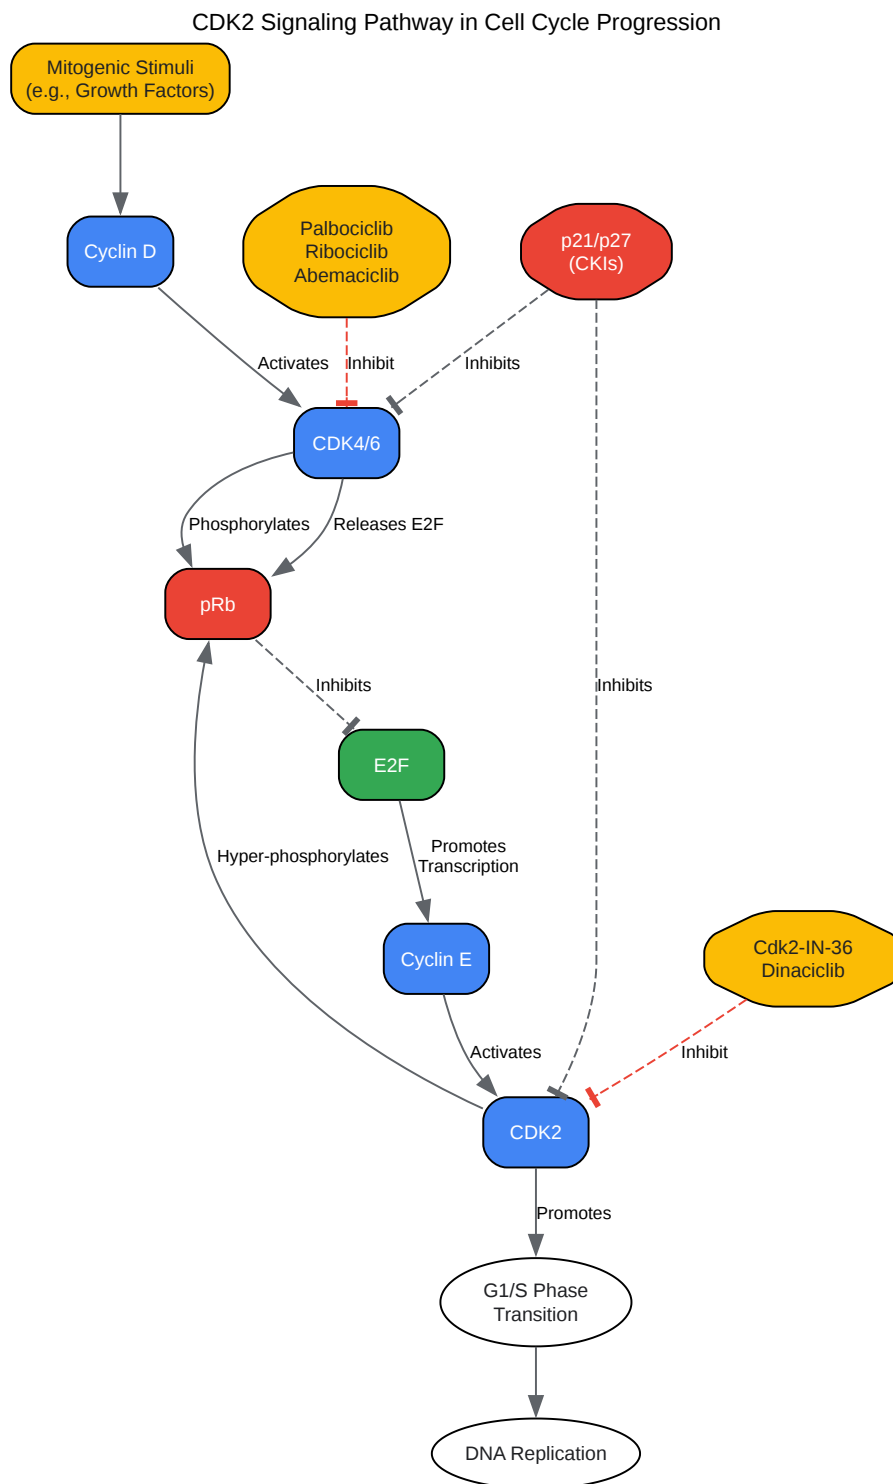 CDK2 Signaling Pathway in Cell Cycle Progression
Mitogenic Stimuli
(e.g., Growth Factors)
Cyclin D
Palbociclib
Ribociclib
Abemaciclib
p21/p27
(CKIs)
Activates
Inhibit
Inhibits
CDK4/6
Phosphorylates
Releases E2F
pRb
Inhibits
Inhibits
E2F
Hyper-phosphorylates
Promotes
Transcription
Cyclin E
Cdk2-IN-36
Dinaciclib
Activates
Inhibit
CDK2
Promotes
G1/S Phase
Transition
DNA Replication